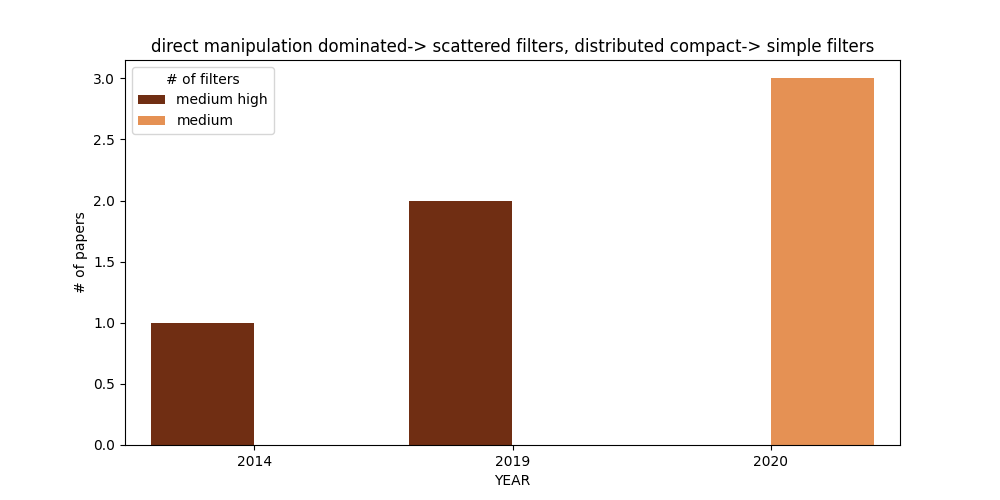 direct manipulation dominated-> scattered filters, distributed compact-> simple filters
# of filters
medium high
medium
3.0
2.5
2.0
1.5
1.0
0.5
0.0
# of papers
2014 2019 2020
YEAR